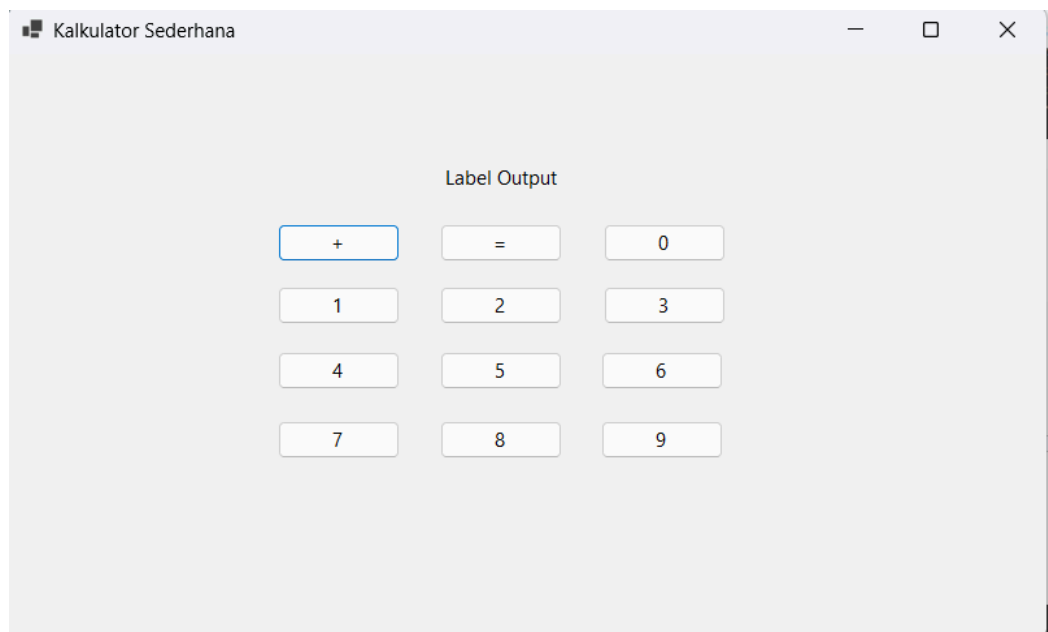 Kalkulator Sederhana
Label Output
+ = 0
1 2 3
4 5 6
7 8 9